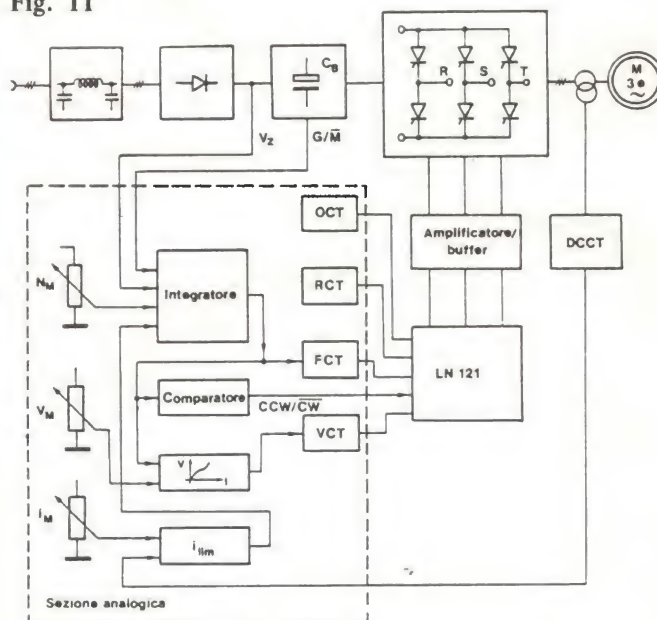 Fig. 11
C_B
R S T
M
3
~
V_Z
G/M̅
OCT
Amplificatore/
buffer
DCCT
N_M
Integratore
RCT
FCT
LN 121
V_M
Comparatore
CCW/C̅W̅
VCT
V
f
i_M
i_lim
Sezione analogica